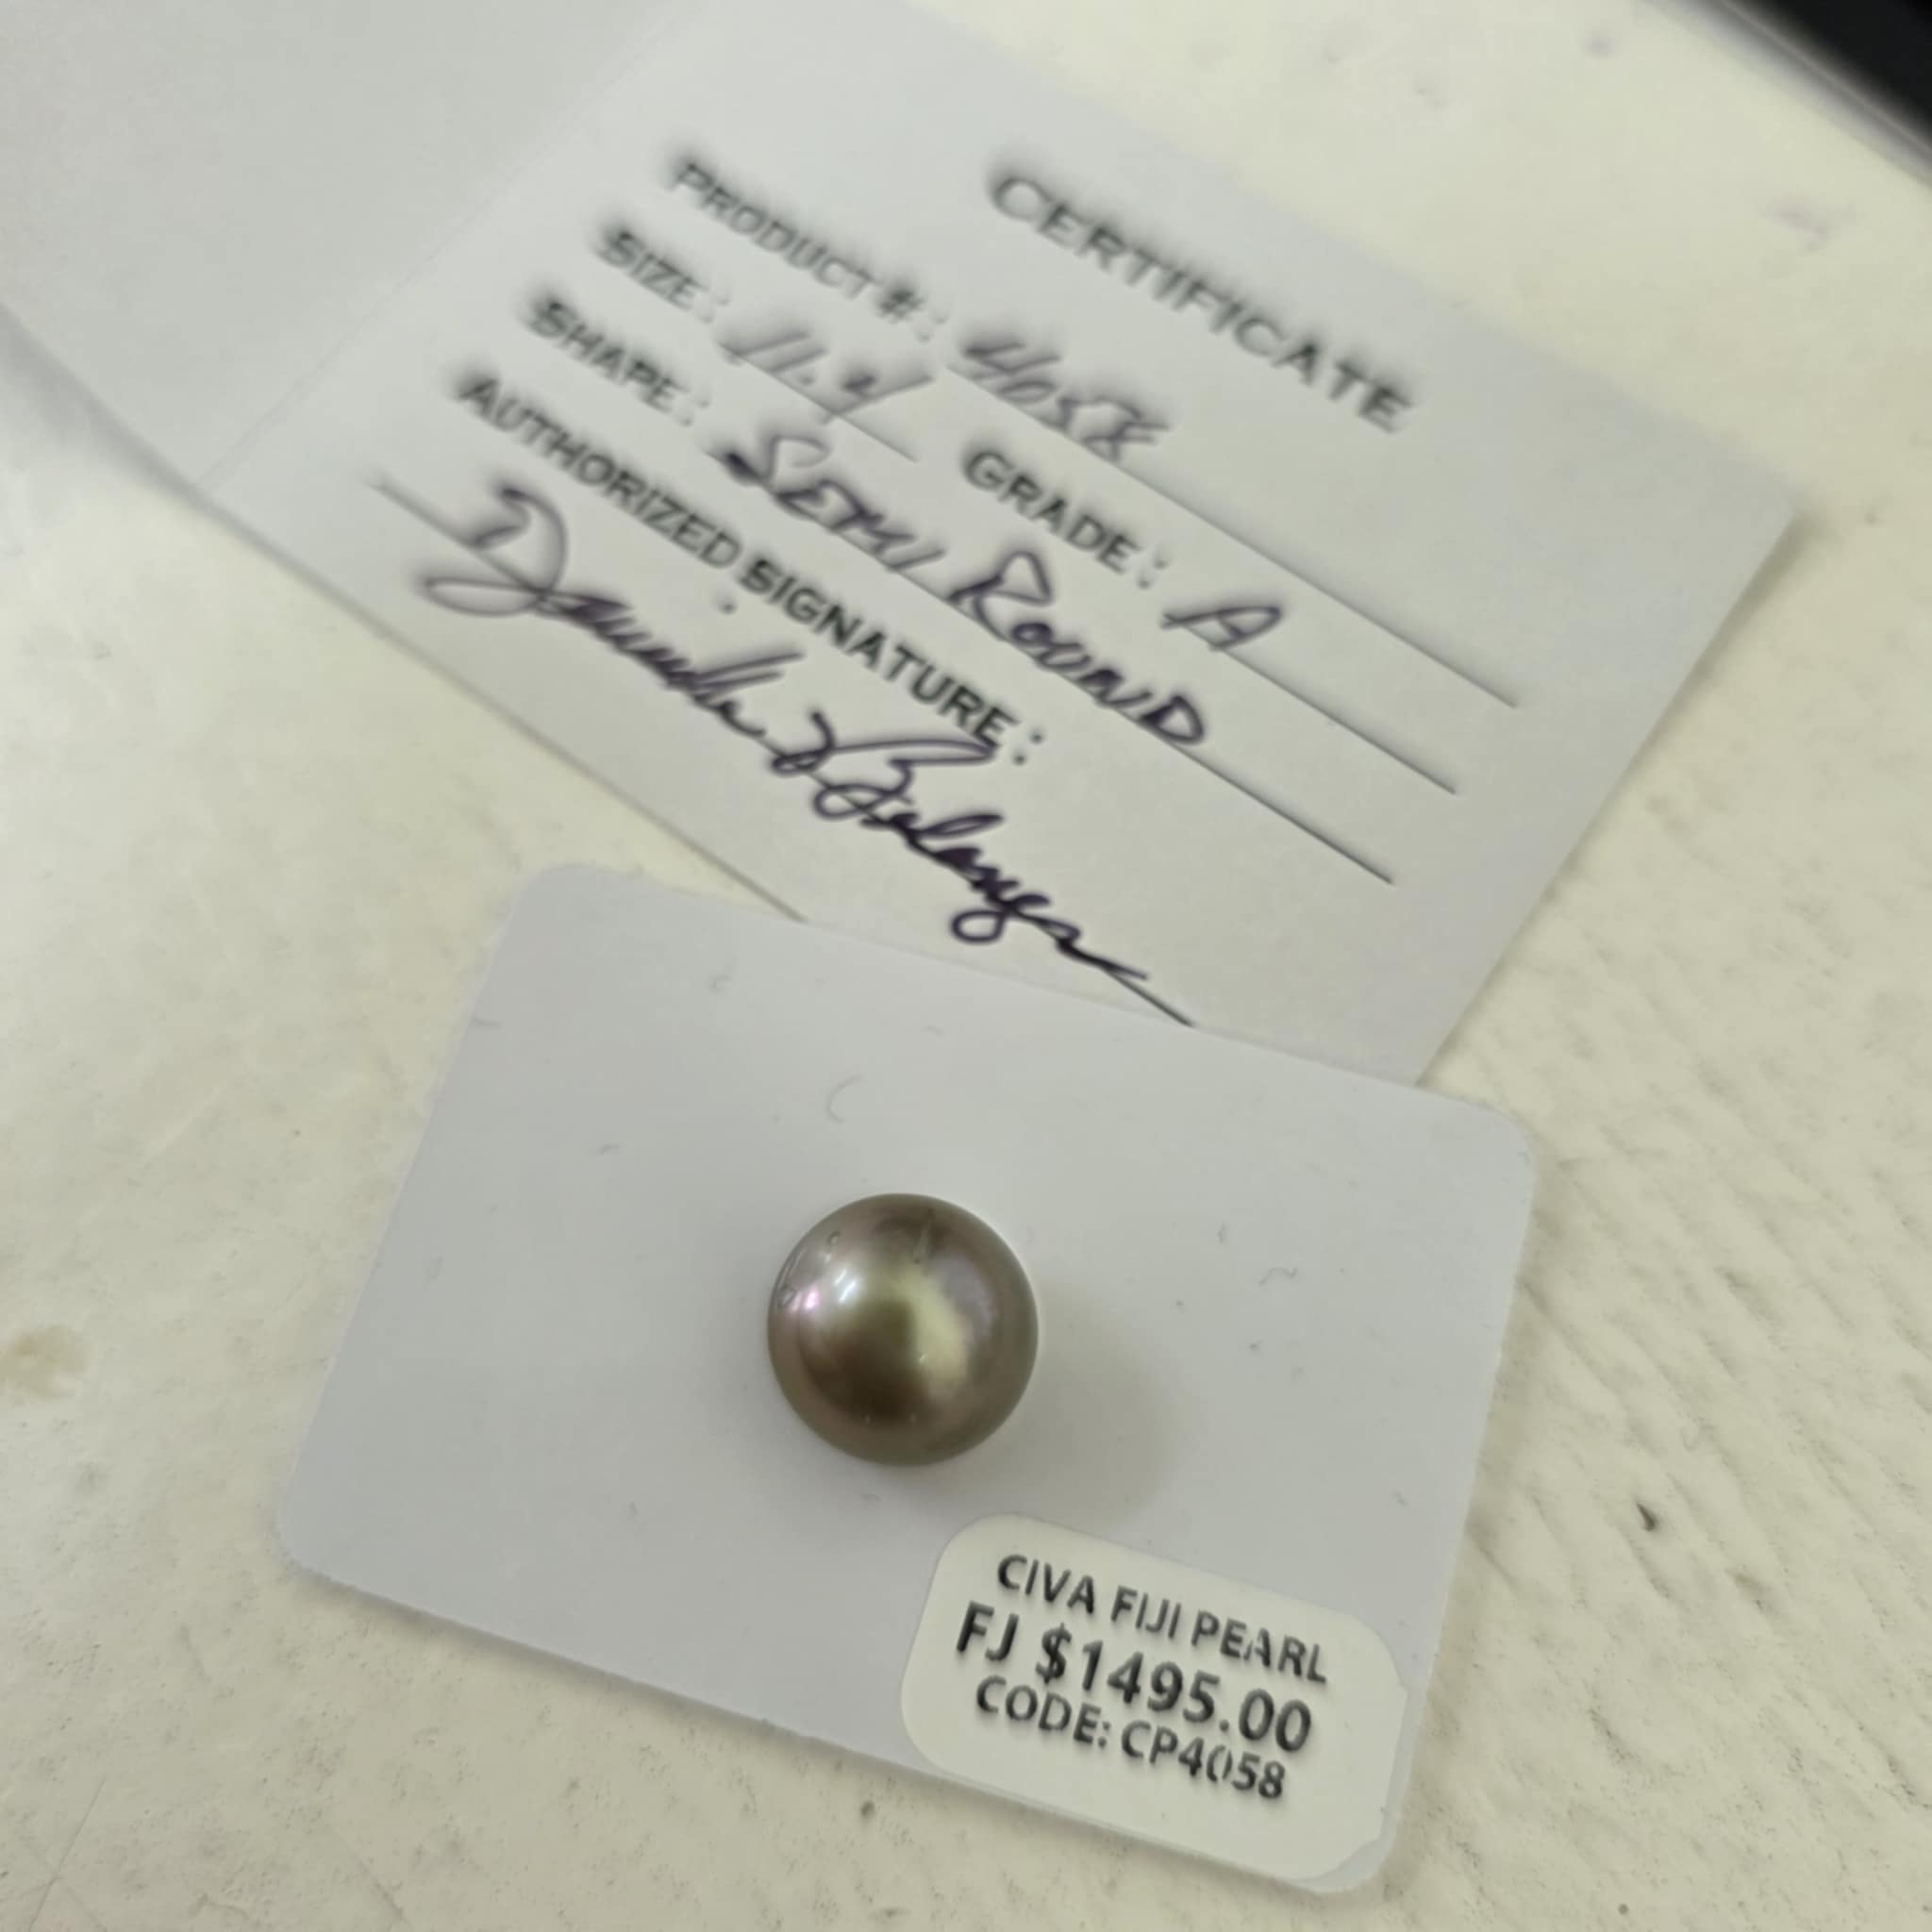 CERTIFICATE
PRODUCT #: 4058
SIZE: 11.4 GRADE: A
SHAPE: SEMI ROUND
AUTHORIZED SIGNATURE:
CIVA FIJI PEARL
FJ $1495.00
CODE: CP4058